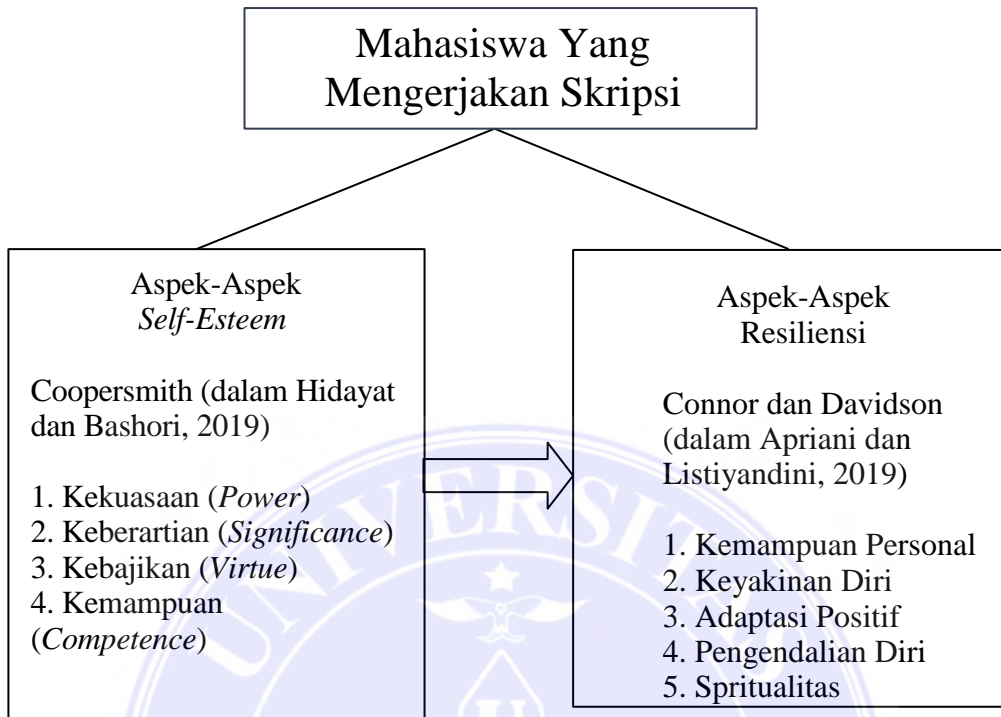 Mahasiswa Yang
Mengerjakan Skripsi
Aspek-Aspek
Self-Esteem
Coopersmith (dalam Hidayat
dan Bashori, 2019)
1. Kekuasaan (Power)
2. Keberartian (Significance)
3. Kebajikan (Virtue)
4. Kemampuan
(Competence)
Aspek-Aspek
Resiliensi
Connor dan Davidson
(dalam Apriani dan
Listiyandini, 2019)
1. Kemampuan Personal
2. Keyakinan Diri
3. Adaptasi Positif
4. Pengendalian Diri
5. Spritualitas
UNIVERSITAS